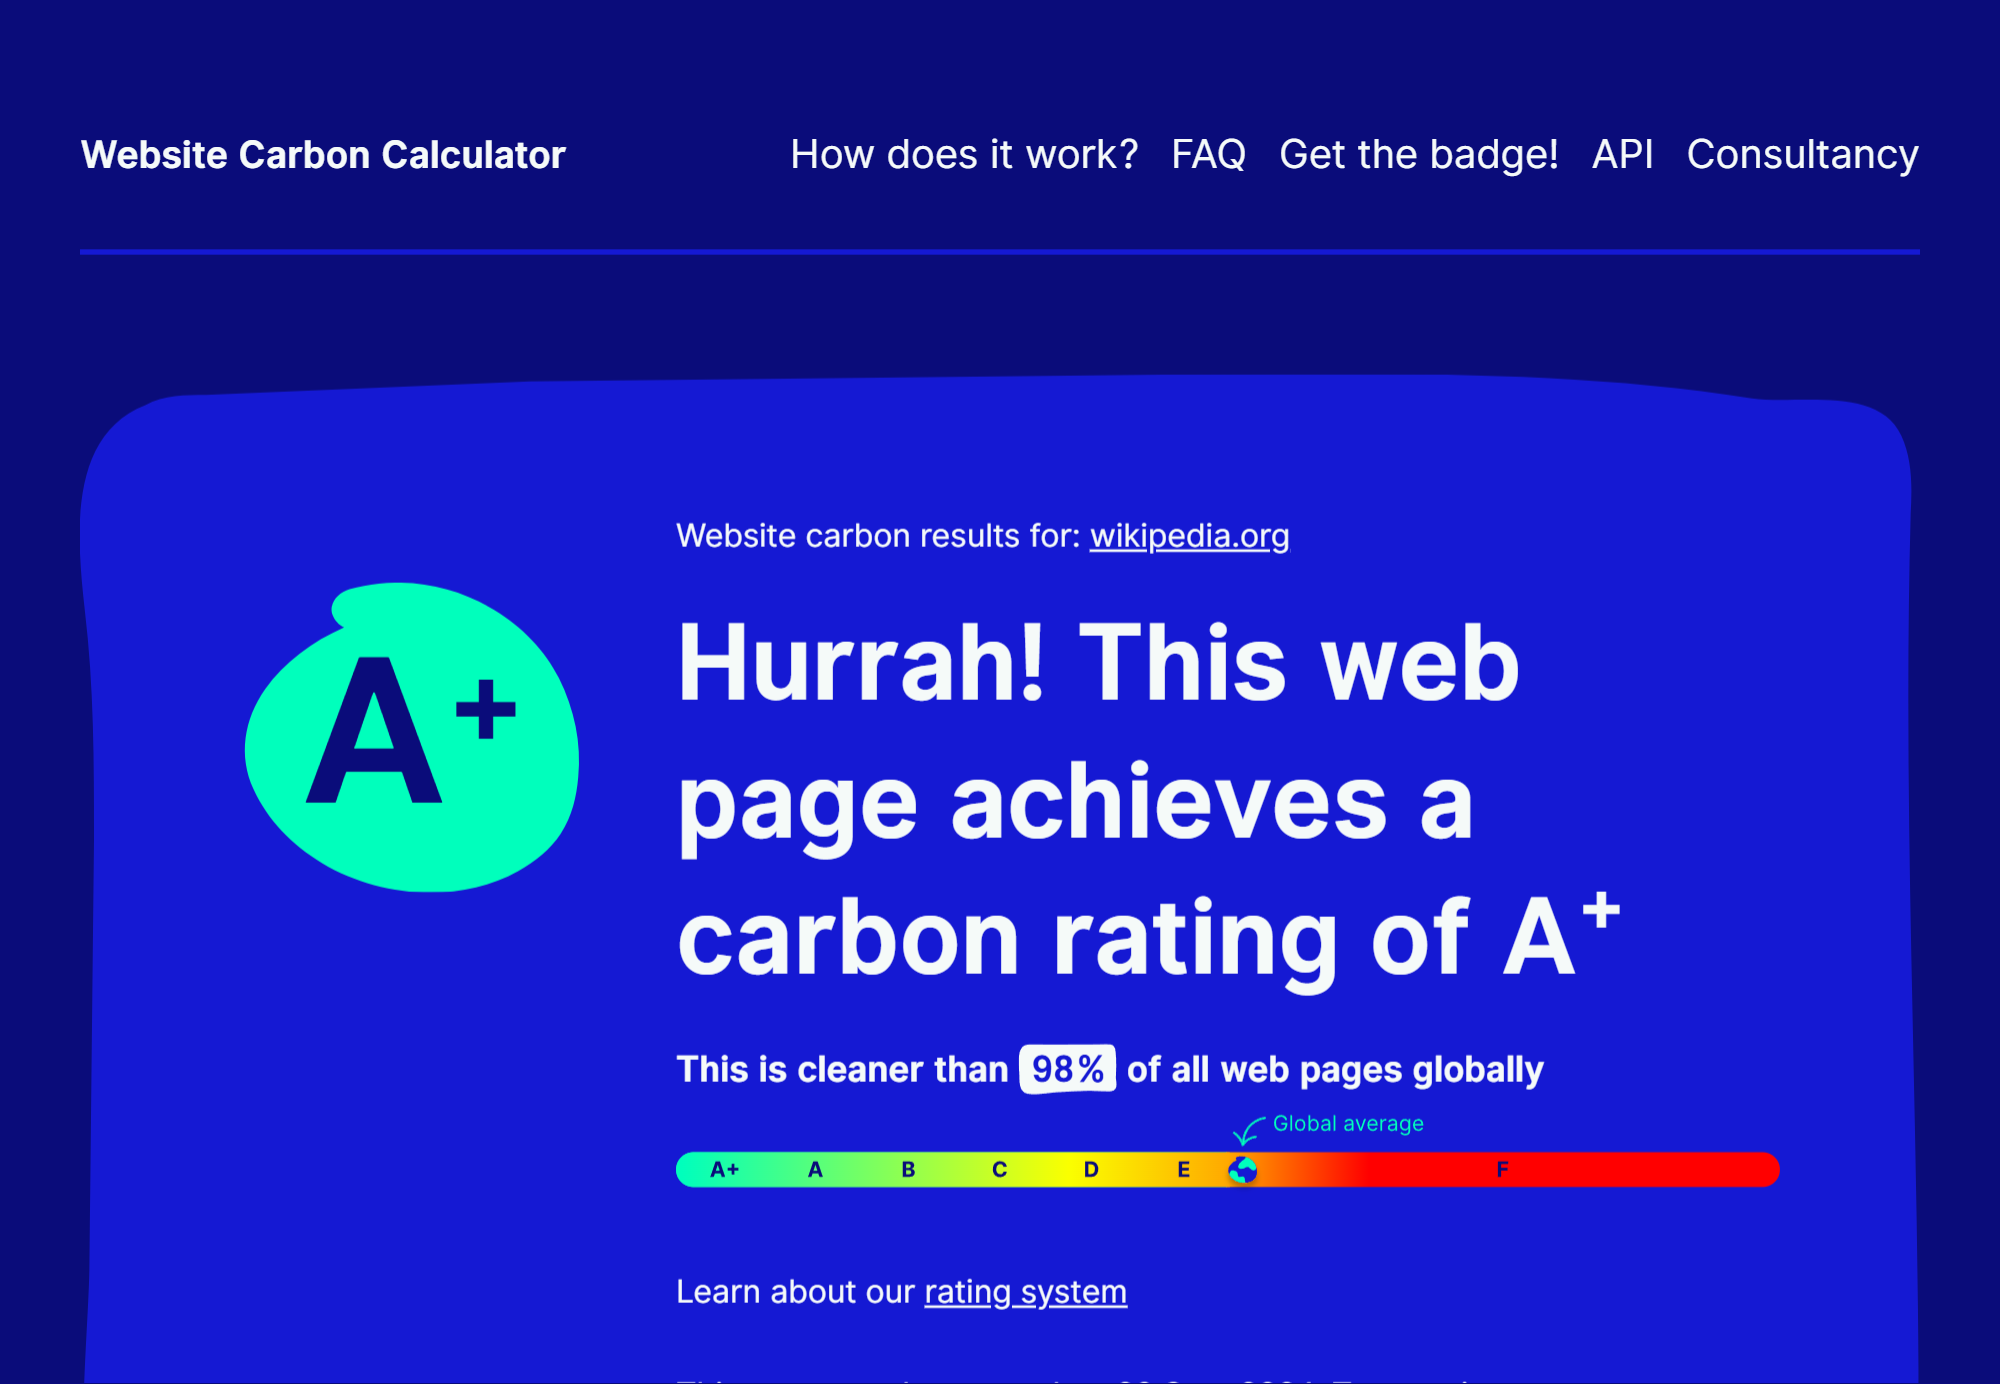 Website Carbon Calculator
How does it work? FAQ Get the badge! API Consultancy
Website carbon results for: wikipedia.org
A+
Hurrah! This web
page achieves a
carbon rating of A+
This is cleaner than 98% of all web pages globally
Global average
A+ A B C D E F
Learn about our rating system